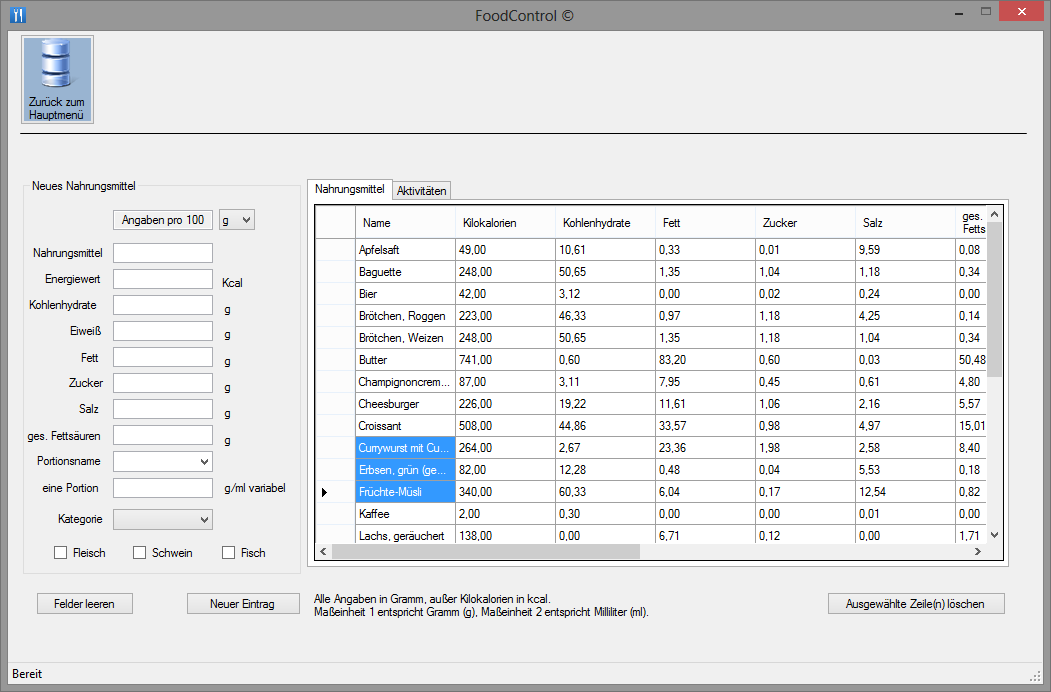 FoodControl ©
Zurück zum
Hauptmenü
Neues Nahrungsmittel
Angaben pro 100 g
Nahrungsmittel
Energiewert Kcal
Kohlenhydrate g
Eiweiß g
Fett g
Zucker g
Salz g
ges. Fettsäuren g
Portionsname
eine Portion g/ml variabel
Kategorie
Fleisch Schwein Fisch
Felder leeren Neuer Eintrag
Nahrungsmittel Aktivitäten
Name Kilokalorien Kohlenhydrate Fett Zucker Salz ges. Fetts
Apfelsaft 49,00 10,61 0,33 0,01 9,59 0,08
Baguette 248,00 50,65 1,35 1,04 1,18 0,34
Bier 42,00 3,12 0,00 0,02 0,24 0,00
Brötchen, Roggen 223,00 46,33 0,97 1,18 4,25 0,14
Brötchen, Weizen 248,00 50,65 1,35 1,18 1,04 0,34
Butter 741,00 0,60 83,20 0,60 0,03 50,48
Champignoncrem... 87,00 3,11 7,95 0,45 0,61 4,80
Cheesburger 226,00 19,22 11,61 1,06 2,16 5,57
Croissant 508,00 44,86 33,57 0,98 4,97 15,01
Currywurst mit Cu... 264,00 2,67 23,36 1,98 2,58 8,40
Erbsen, grün (ge... 82,00 12,28 0,48 0,04 5,53 0,18
Früchte-Müsli 340,00 60,33 6,04 0,17 12,54 0,82
Kaffee 2,00 0,30 0,00 0,00 0,01 0,00
Lachs, geräuchert 138,00 0,00 6,71 0,12 0,00 1,71
Alle Angaben in Gramm, außer Kilokalorien in kcal.
Maßeinheit 1 entspricht Gramm (g), Maßeinheit 2 entspricht Milliliter (ml).
Ausgewählte Zeile(n) löschen
Bereit